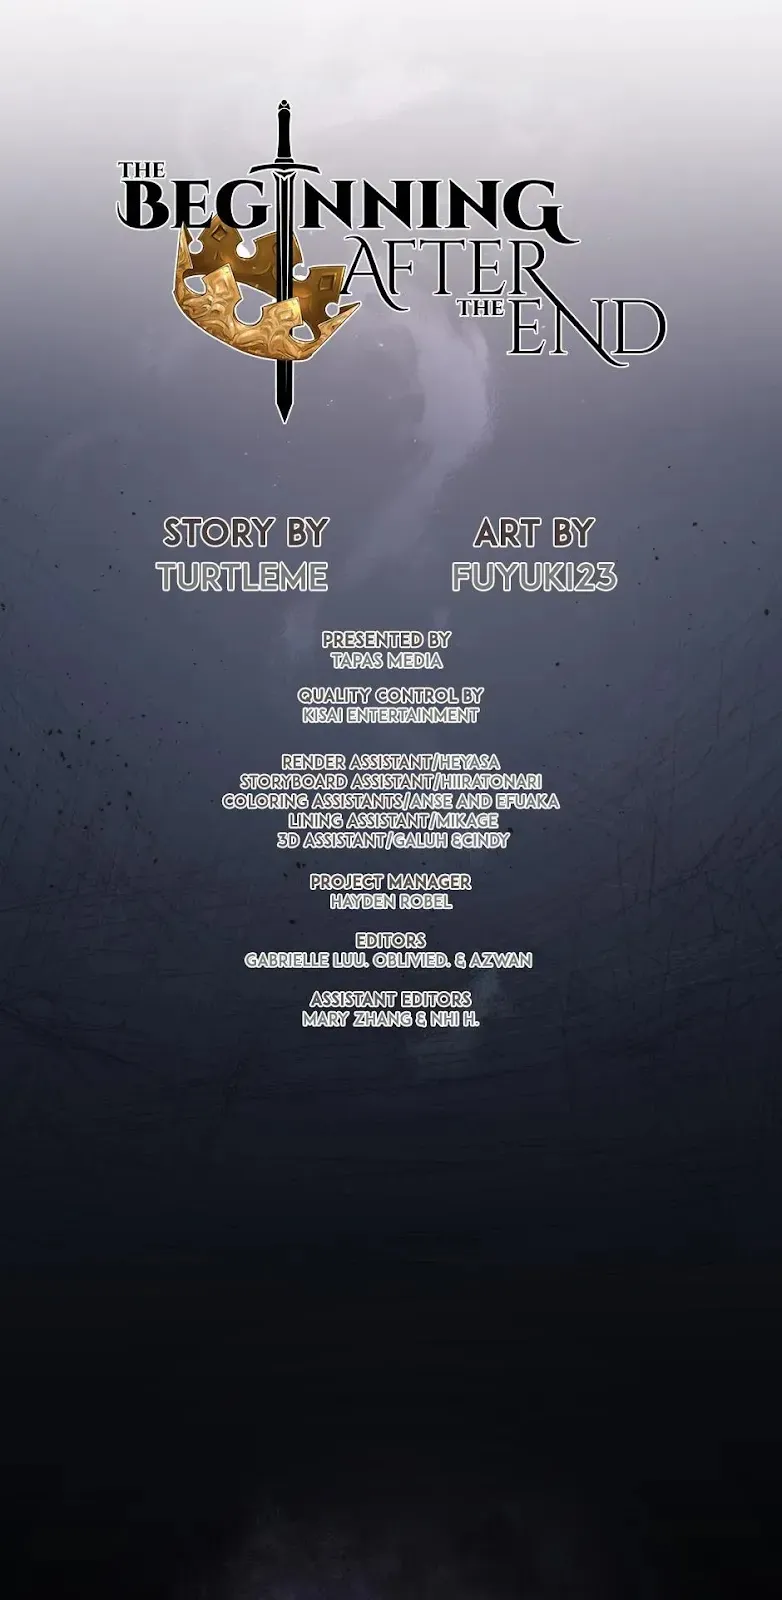 THE
BEGINNING
AFTER
THE END
STORY BY
TURTLEME
ART BY
FUYUKI23
PRESENTED BY
TAPAS MEDIA
QUALITY CONTROL BY
KISAI ENTERTAINMENT
RENDER ASSISTANT/HEYASA
STORYBOARD ASSISTANT/HIIRATONARI
COLORING ASSISTANTS/ANSE AND EFUAKA
LINING ASSISTANT/MIKAGE
3D ASSISTANT/GALUH &CINDY
PROJECT MANAGER
HAYDEN ROBEL
EDITORS
GABRIELLE LUU. OBLIVIED. & AZWAN
ASSISTANT EDITORS
MARY ZHANG & NHI H.